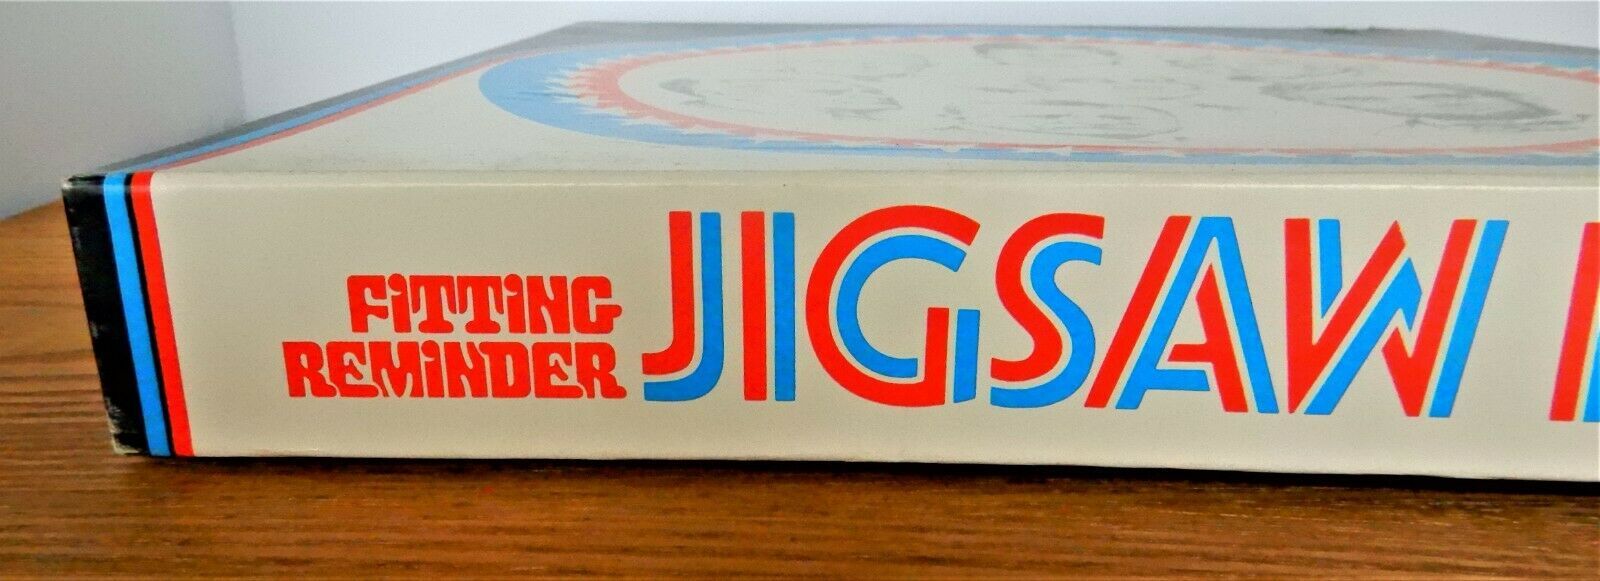 FiTTiNG
REMiNDER
JIGSAW